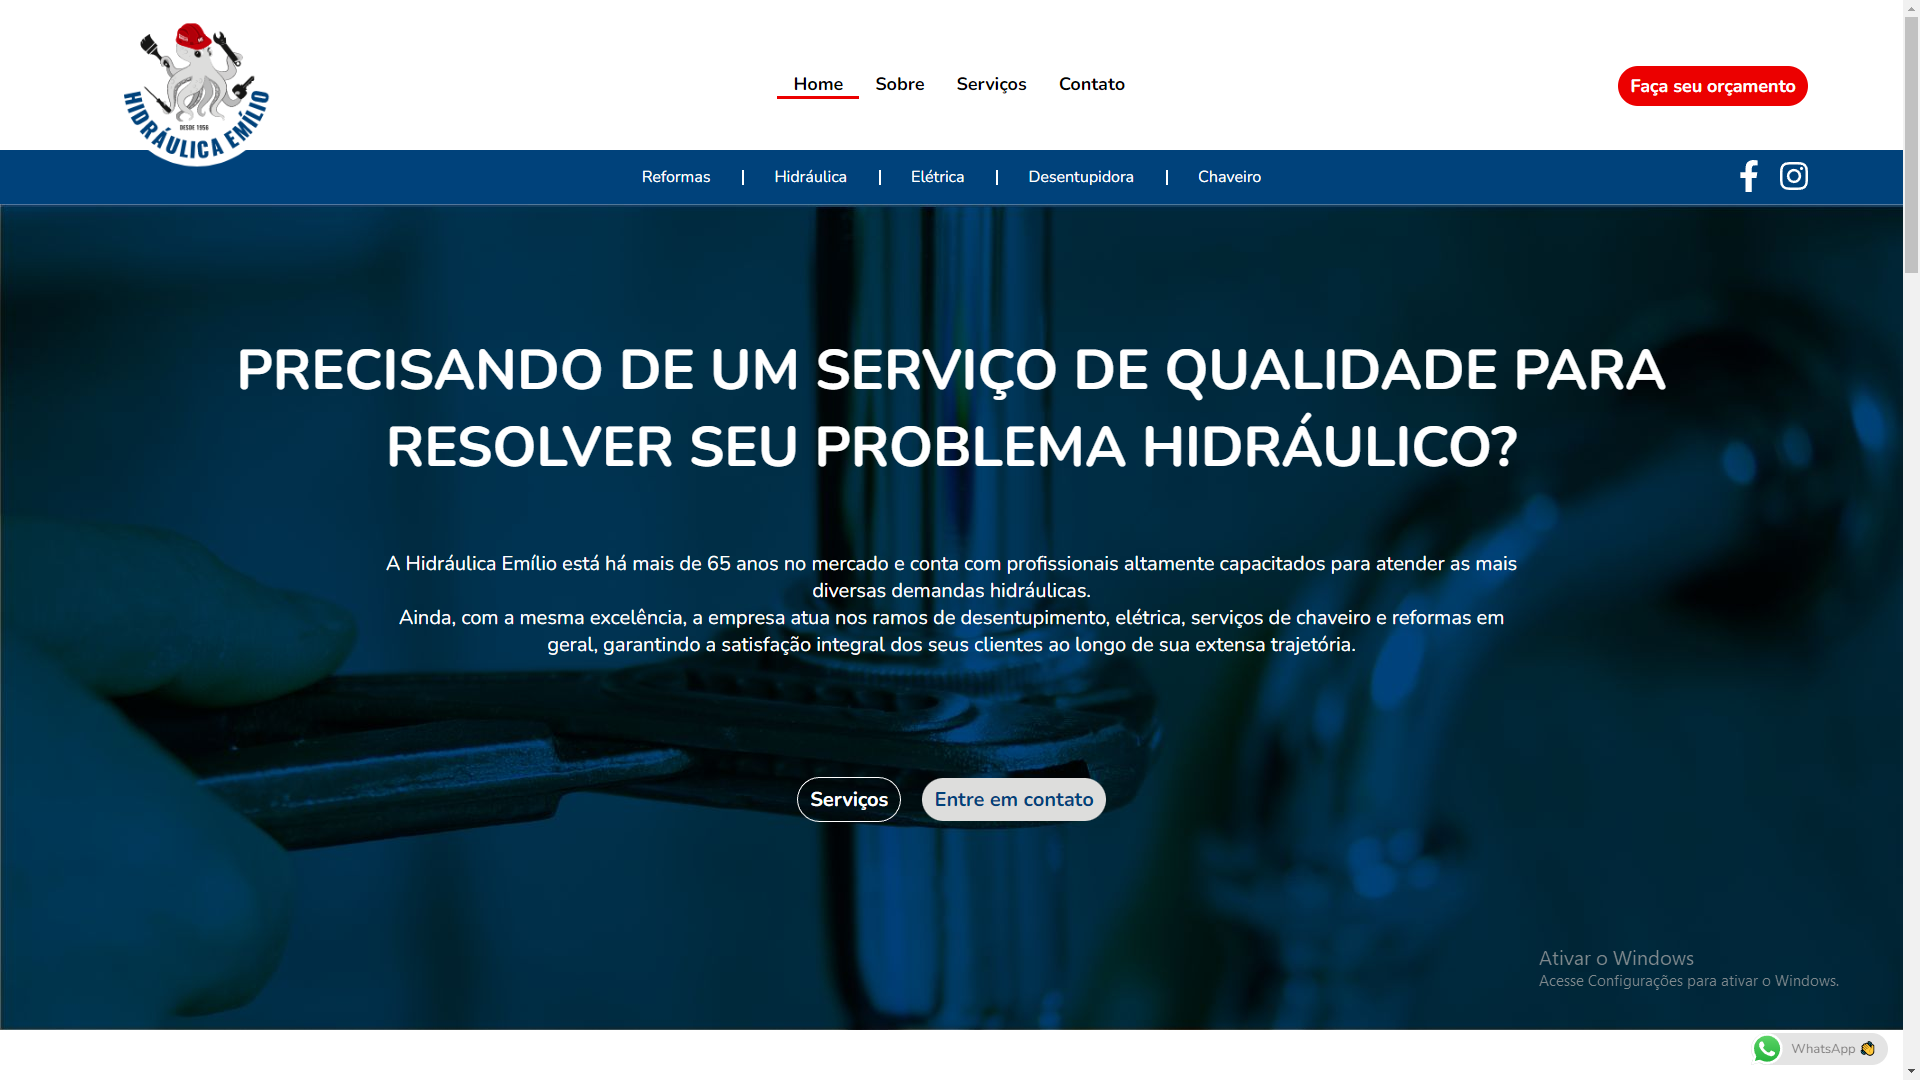 DESDE 1956
HIDRÁULICA EMÍLIO
Home
Sobre
Serviços
Contato
Faça seu orçamento
Reformas
Hidráulica
Elétrica
Desentupidora
Chaveiro
PRECISANDO DE UM SERVIÇO DE QUALIDADE PARA
RESOLVER SEU PROBLEMA HIDRÁULICO?
A Hidráulica Emílio está há mais de 65 anos no mercado e conta com profissionais altamente capacitados para atender as mais
diversas demandas hidráulicas.
Ainda, com a mesma excelência, a empresa atua nos ramos de desentupimento, elétrica, serviços de chaveiro e reformas em
geral, garantindo a satisfação integral dos seus clientes ao longo de sua extensa trajetória.
Serviços
Entre em contato
Ativar o Windows
Acesse Configurações para ativar o Windows.
WhatsApp 👏